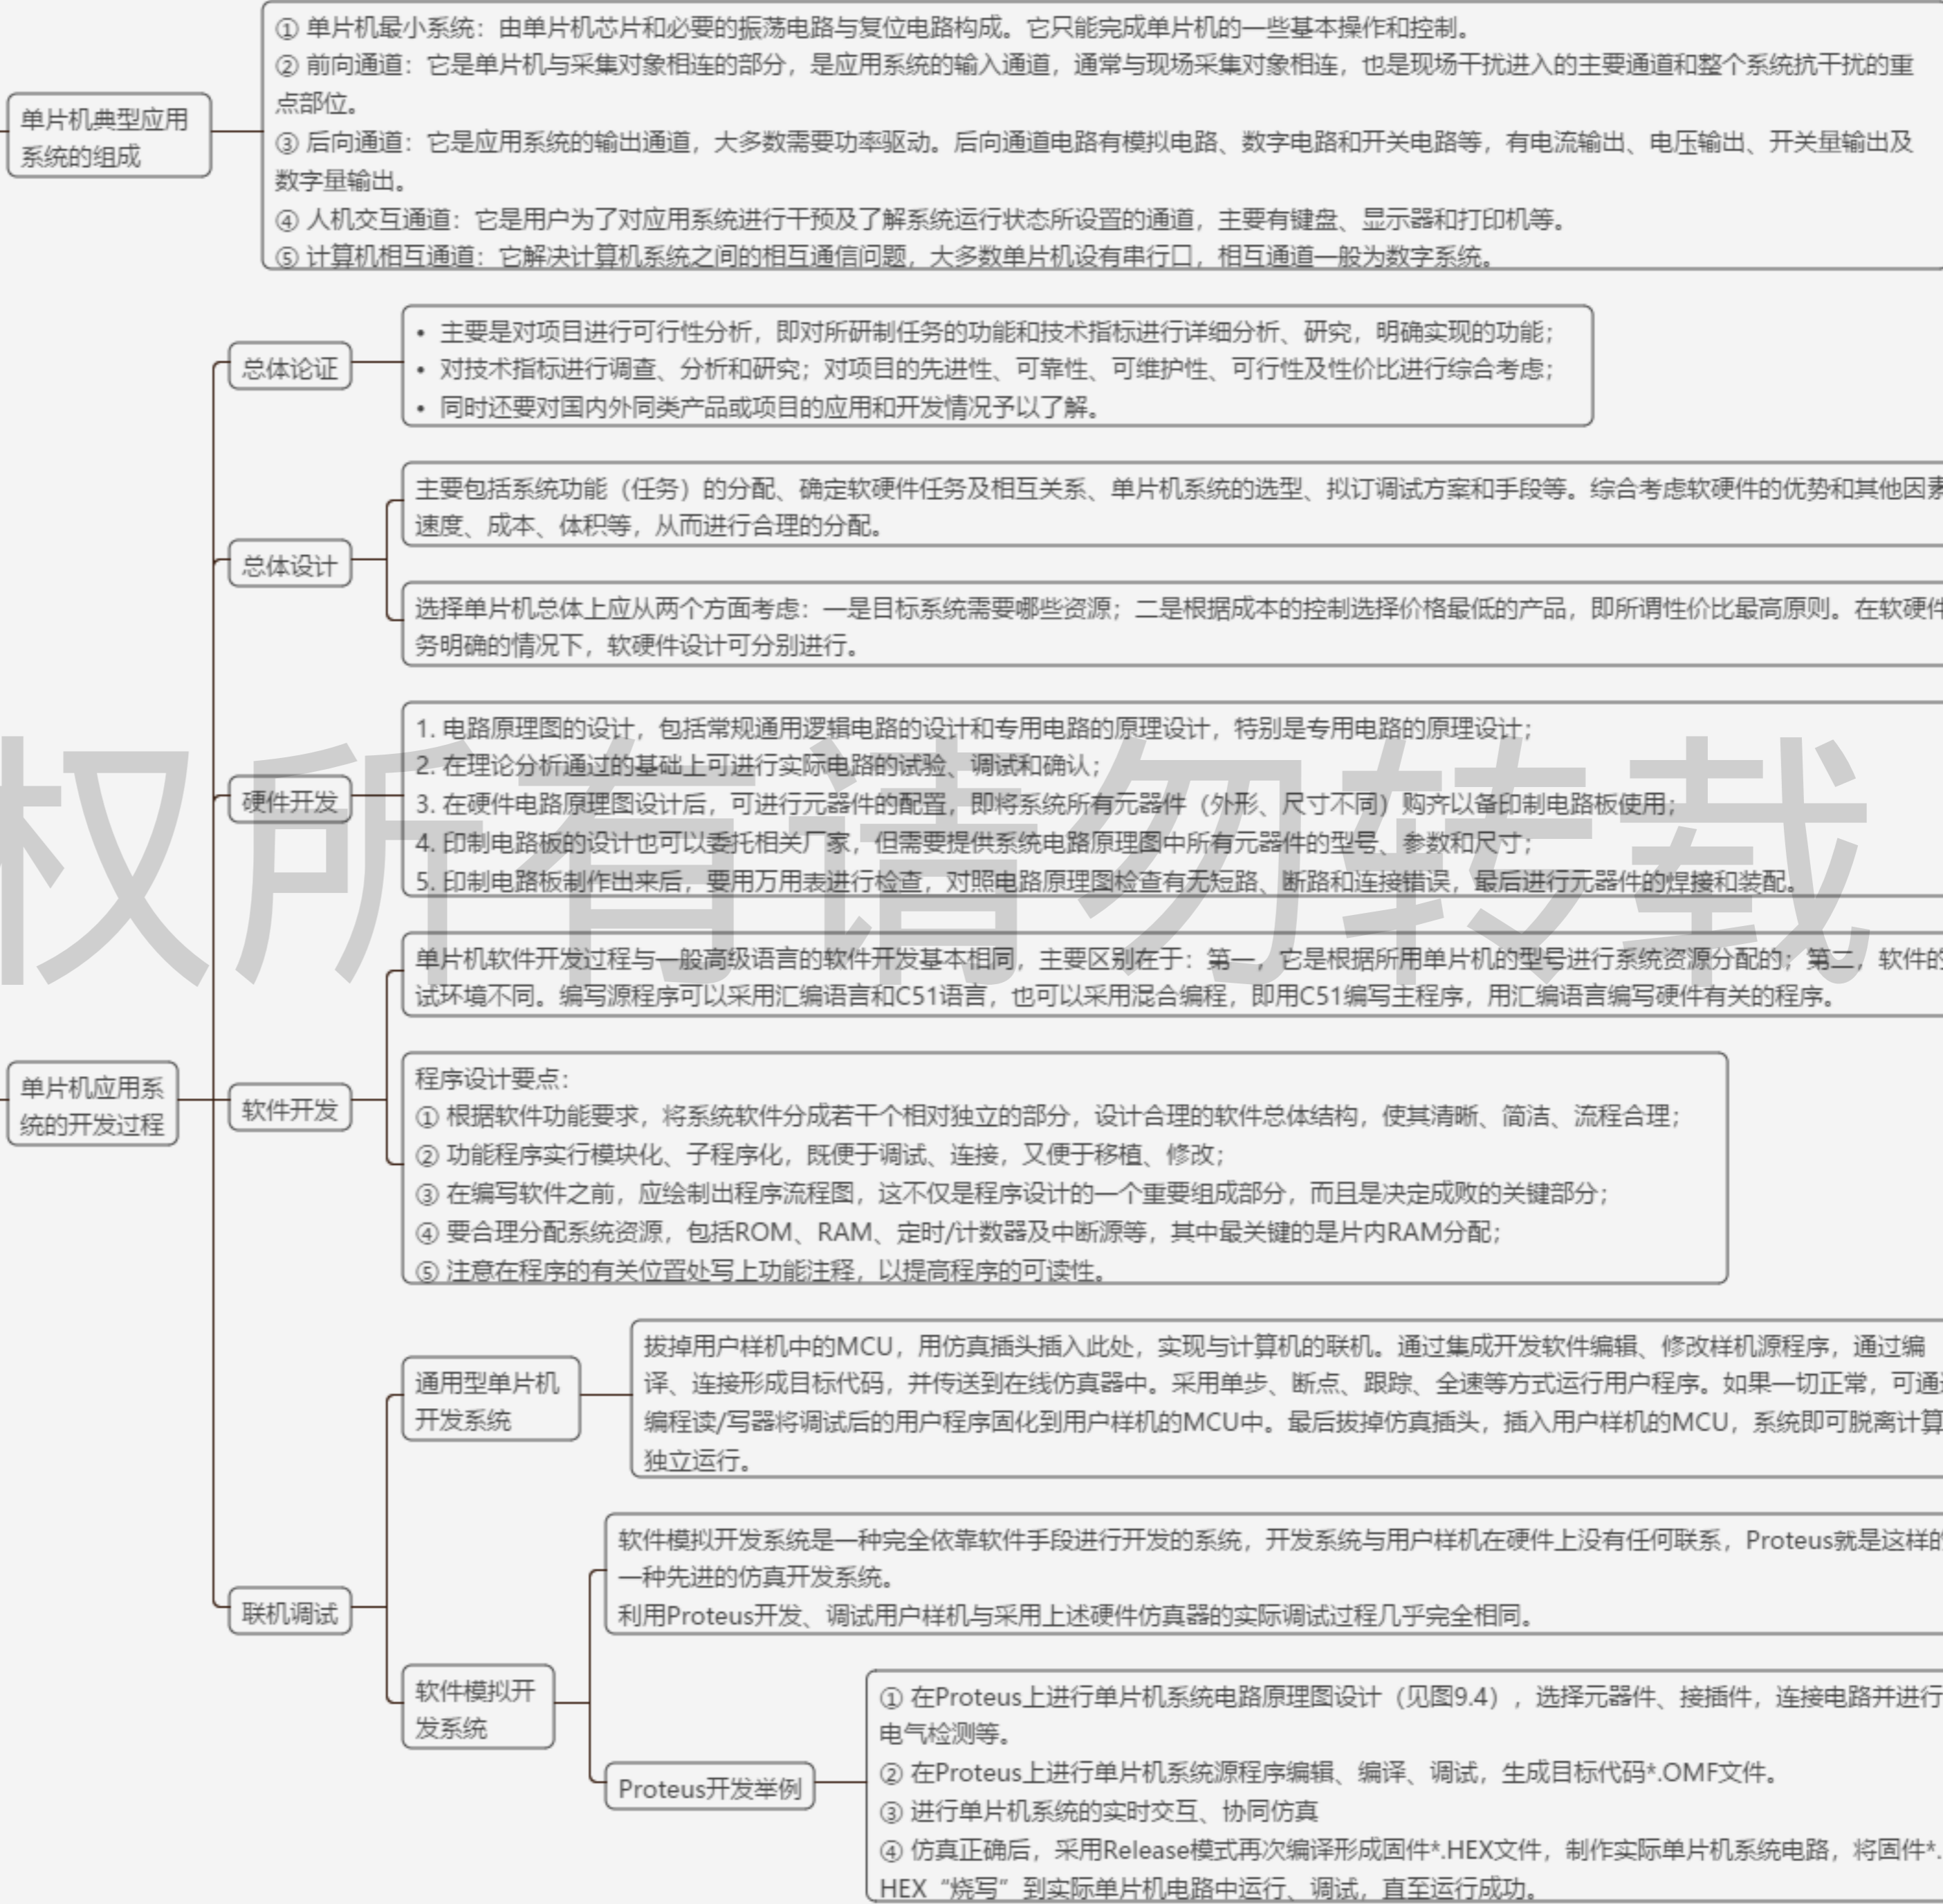 单片机典型应用
系统的组成
① 单片机最小系统：由单片机芯片和必要的振荡电路与复位电路构成。它只能完成单片机的一些基本操作和控制。
② 前向通道：它是单片机与采集对象相连的部分，是应用系统的输入通道，通常与现场采集对象相连，也是现场干扰进入的主要通道和整个系统抗干扰的重
点部位。
③ 后向通道：它是应用系统的输出通道，大多数需要功率驱动。后向通道电路有模拟电路、数字电路和开关电路等，有电流输出、电压输出、开关量输出及
数字量输出。
④ 人机交互通道：它是用户为了对应用系统进行干预及了解系统运行状态所设置的通道，主要有键盘、显示器和打印机等。
⑤ 计算机相互通道：它解决计算机系统之间的相互通信问题，大多数单片机设有串行口，相互通道一般为数字系统。
单片机应用系
统的开发过程
总体论证
• 主要是对项目进行可行性分析，即对所研制任务的功能和技术指标进行详细分析、研究，明确实现的功能；
• 对技术指标进行调查、分析和研究；对项目的先进性、可靠性、可维护性、可行性及性价比进行综合考虑；
• 同时还要对国内外同类产品或项目的应用和开发情况予以了解。
总体设计
主要包括系统功能（任务）的分配、确定软硬件任务及相互关系、单片机系统的选型、拟订调试方案和手段等。综合考虑软硬件的优势和其他因素
速度、成本、体积等，从而进行合理的分配。
选择单片机总体上应从两个方面考虑：一是目标系统需要哪些资源；二是根据成本的控制选择价格最低的产品，即所谓性价比最高原则。在软硬件
务明确的情况下，软硬件设计可分别进行。
硬件开发
1. 电路原理图的设计，包括常规通用逻辑电路的设计和专用电路的原理设计，特别是专用电路的原理设计；
2. 在理论分析通过的基础上可进行实际电路的试验、调试和确认；
3. 在硬件电路原理图设计后，可进行元器件的配置，即将系统所有元器件（外形、尺寸不同）购齐以备印制电路板使用；
4. 印制电路板的设计也可以委托相关厂家，但需要提供系统电路原理图中所有元器件的型号、参数和尺寸；
5. 印制电路板制作出来后，要用万用表进行检查，对照电路原理图检查有无短路、断路和连接错误，最后进行元器件的焊接和装配。
权所有请勿转载
软件开发
单片机软件开发过程与一般高级语言的软件开发基本相同，主要区别在于：第一，它是根据所用单片机的型号进行系统资源分配的；第二，软件的
试环境不同。编写源程序可以采用汇编语言和C51语言，也可以采用混合编程，即用C51编写主程序，用汇编语言编写硬件有关的程序。
程序设计要点：
① 根据软件功能要求，将系统软件分成若干个相对独立的部分，设计合理的软件总体结构，使其清晰、简洁、流程合理；
② 功能程序实行模块化、子程序化，既便于调试、连接，又便于移植、修改；
③ 在编写软件之前，应绘制出程序流程图，这不仅是程序设计的一个重要组成部分，而且是决定成败的关键部分；
④ 要合理分配系统资源，包括ROM、RAM、定时/计数器及中断源等，其中最关键的是片内RAM分配；
⑤ 注意在程序的有关位置处写上功能注释，以提高程序的可读性。
联机调试
通用型单片机
开发系统
拔掉用户样机中的MCU，用仿真插头插入此处，实现与计算机的联机。通过集成开发软件编辑、修改样机源程序，通过编
译、连接形成目标代码，并传送到在线仿真器中。采用单步、断点、跟踪、全速等方式运行用户程序。如果一切正常，可通过
编程读/写器将调试后的用户程序固化到用户样机的MCU中。最后拔掉仿真插头，插入用户样机的MCU，系统即可脱离计算
独立运行。
软件模拟开
发系统
软件模拟开发系统是一种完全依靠软件手段进行开发的系统，开发系统与用户样机在硬件上没有任何联系，Proteus就是这样的
一种先进的仿真开发系统。
利用Proteus开发、调试用户样机与采用上述硬件仿真器的实际调试过程几乎完全相同。
Proteus开发举例
① 在Proteus上进行单片机系统电路原理图设计（见图9.4），选择元器件、接插件，连接电路并进行
电气检测等。
② 在Proteus上进行单片机系统源程序编辑、编译、调试，生成目标代码*.OMF文件。
③ 进行单片机系统的实时交互、协同仿真
④ 仿真正确后，采用Release模式再次编译形成固件*.HEX文件，制作实际单片机系统电路，将固件*.
HEX“烧写”到实际单片机电路中运行、调试，直至运行成功。